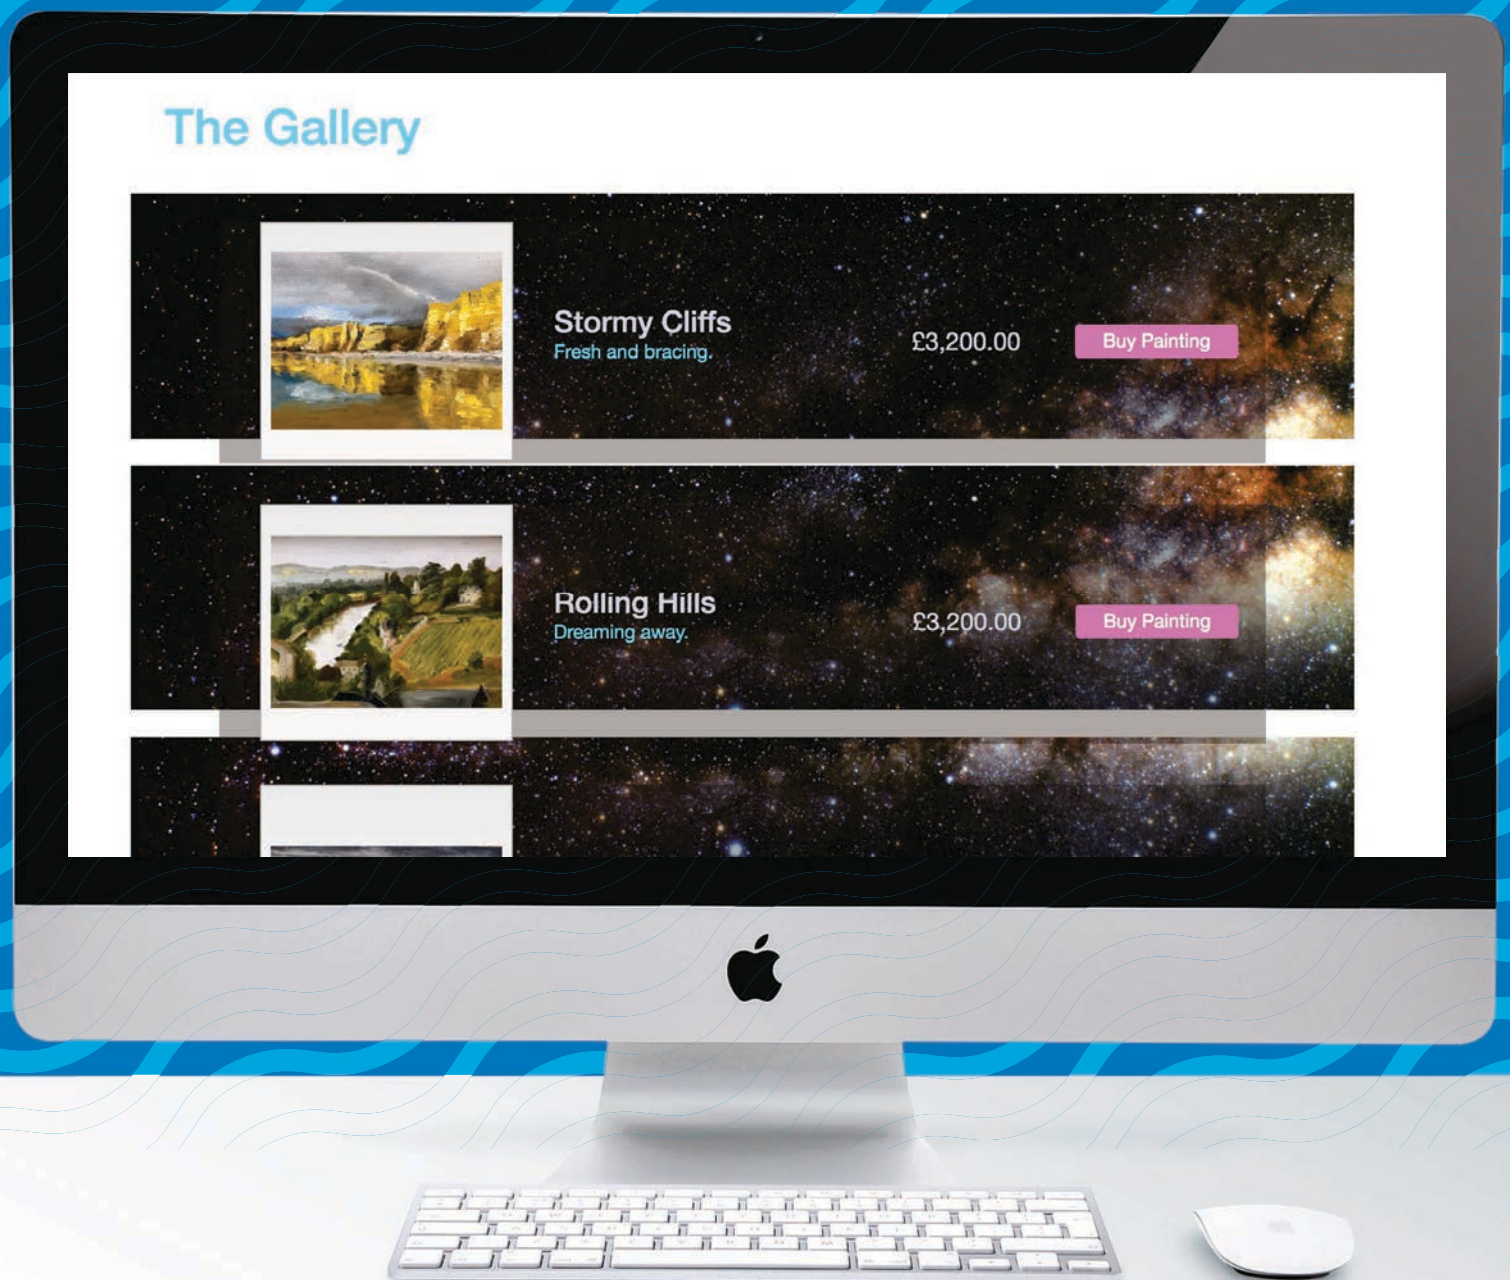 The Gallery
Stormy Cliffs
Fresh and bracing.
£3,200.00
Buy Painting
Rolling Hills
Dreaming away.
£3,200.00
Buy Painting